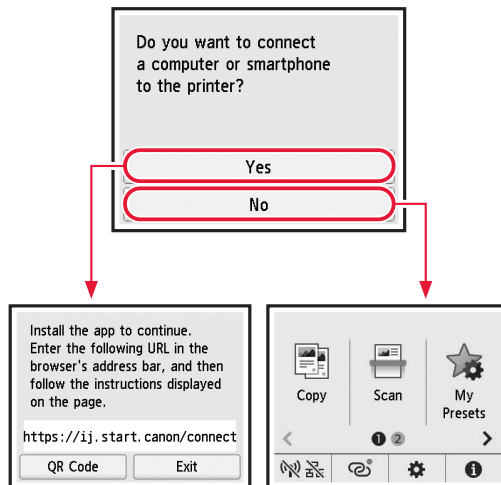 Do you want to connect
a computer or smartphone
to the printer?
Yes
No
Install the app to continue.
Enter the following URL in the
browser's address bar, and then
follow the instructions displayed
on the page.
https://ij.start.canon/connect
QR Code
Exit
Copy
Scan
My
Presets
1 2